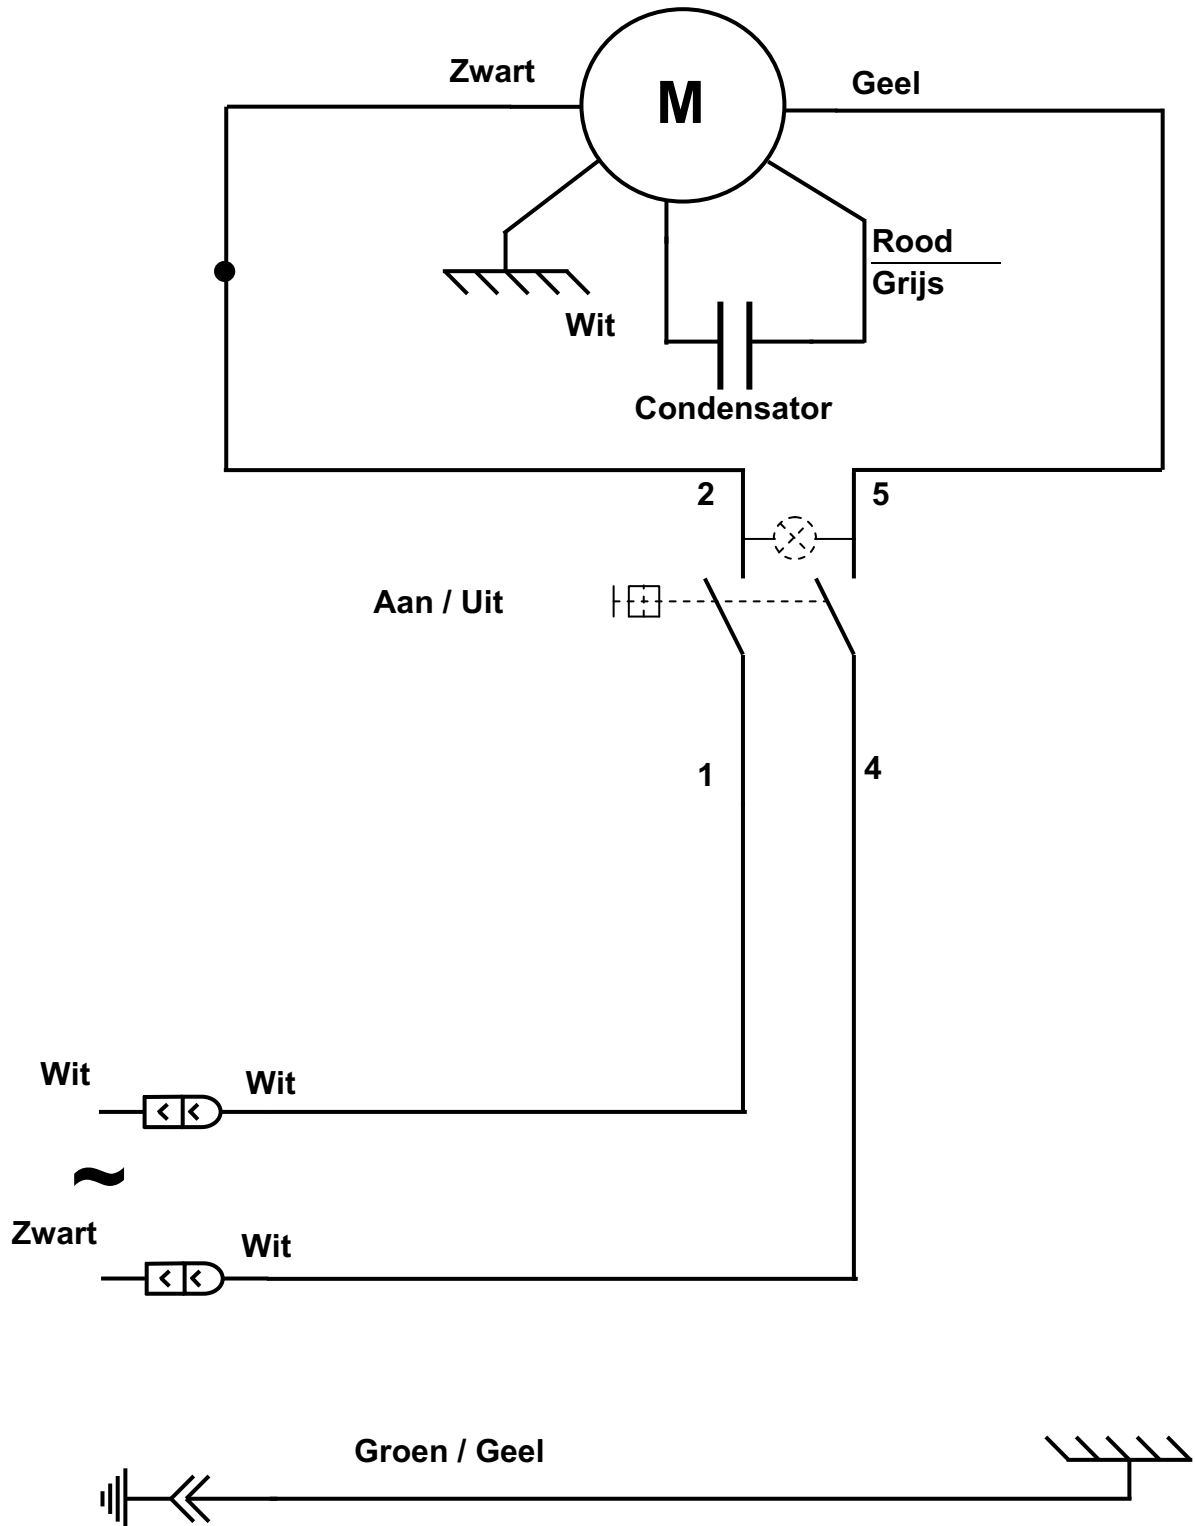 Zwart
Geel
M
Rood
Grijs
Wit
Condensator
2
5
Aan / Uit
1
4
Wit
Wit
~
Zwart
Wit
Groen / Geel